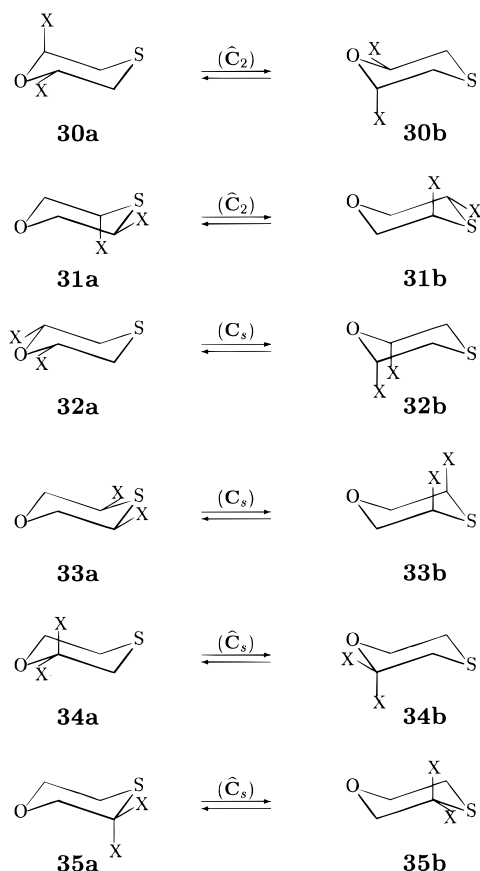 X S O X (Ĉ₂) X O S X
30a 30b
S O X X (Ĉ₂) X O X S
31a 31b
X S O X (Cₛ) O S X X
32a 32b
X S O X (Cₛ) X X O S
33a 33b
X S O X (Ĉₛ) O X S X
34a 34b
S O X X (Ĉₛ) X O S X
35a 35b